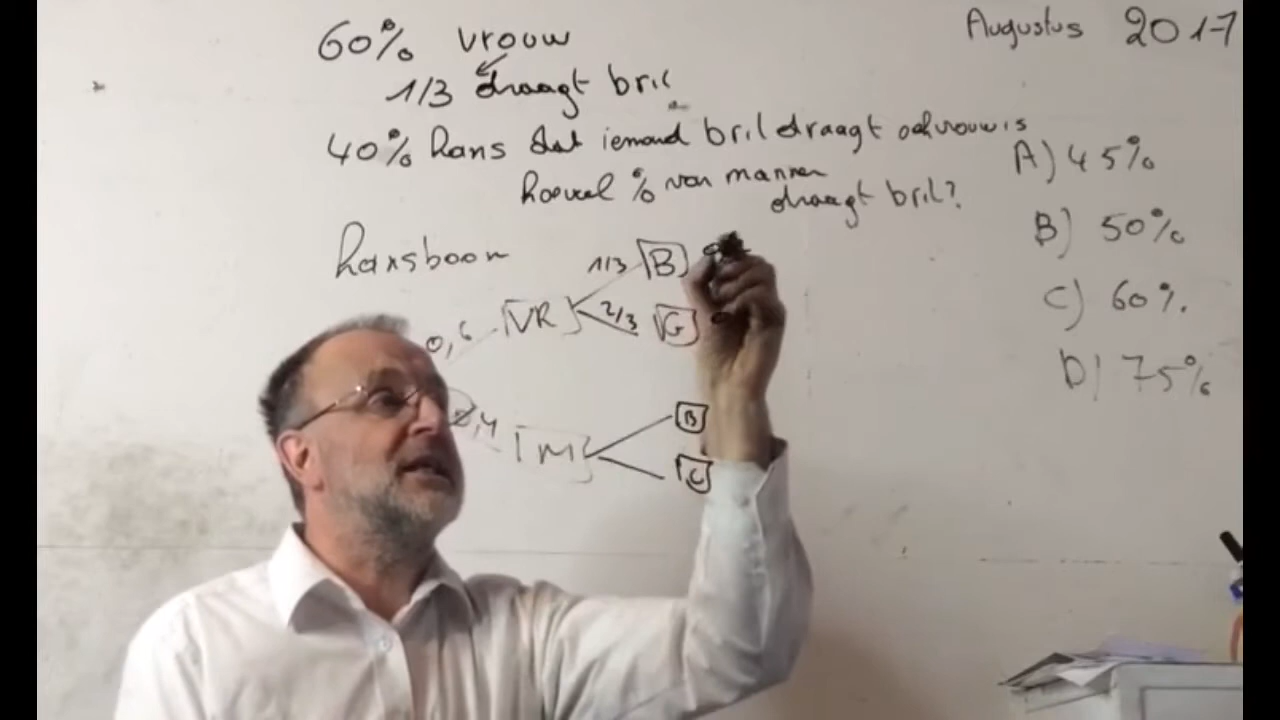 60% vrouw
Augustus 2017
1/3 draagt bril
40% kans dat iemand bril draagt ook vrouw is
hoeveel % van mannen
draagt bril?
A) 45%
B) 50%
C) 60%.
D) 75%
kansboom
1/3 B
0,6 VR
2/3 G
0,4 M
B
G